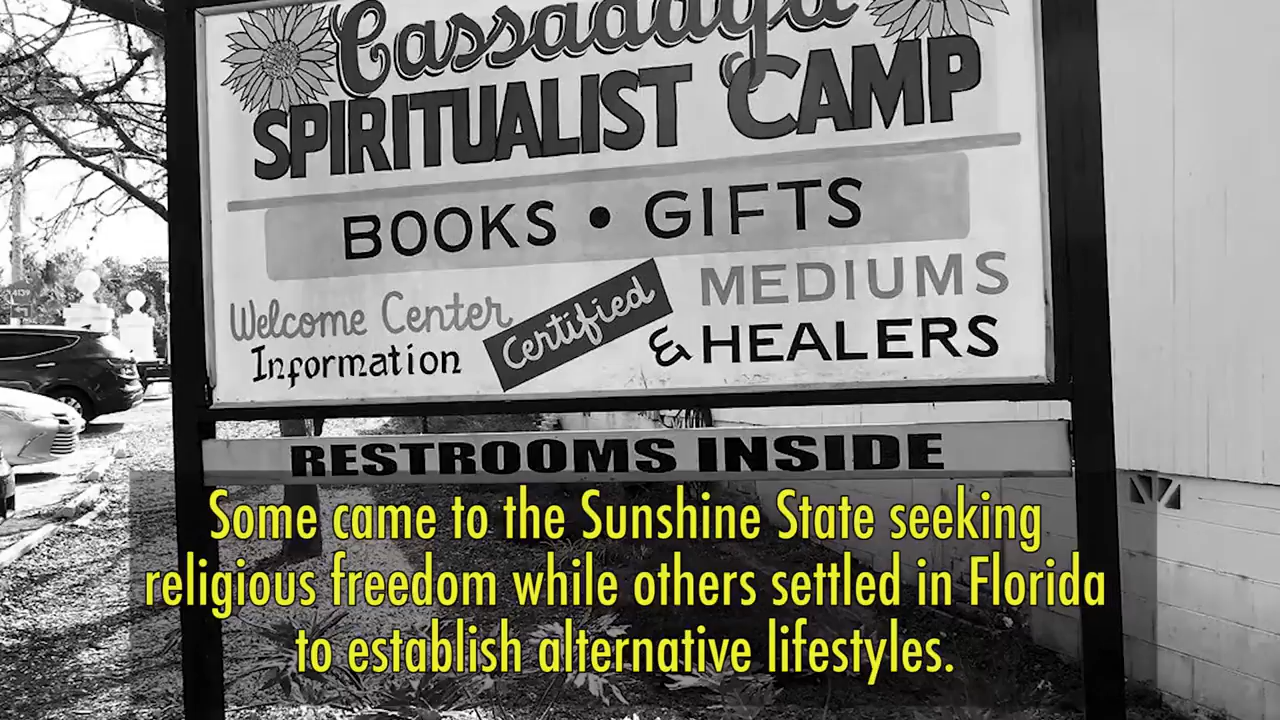 Cassadaga
SPIRITUALIST CAMP
BOOKS • GIFTS
Welcome Center
Information
Certified
MEDIUMS
& HEALERS
RESTROOMS INSIDE
Some came to the Sunshine State seeking
religious freedom while others settled in Florida
to establish alternative lifestyles.